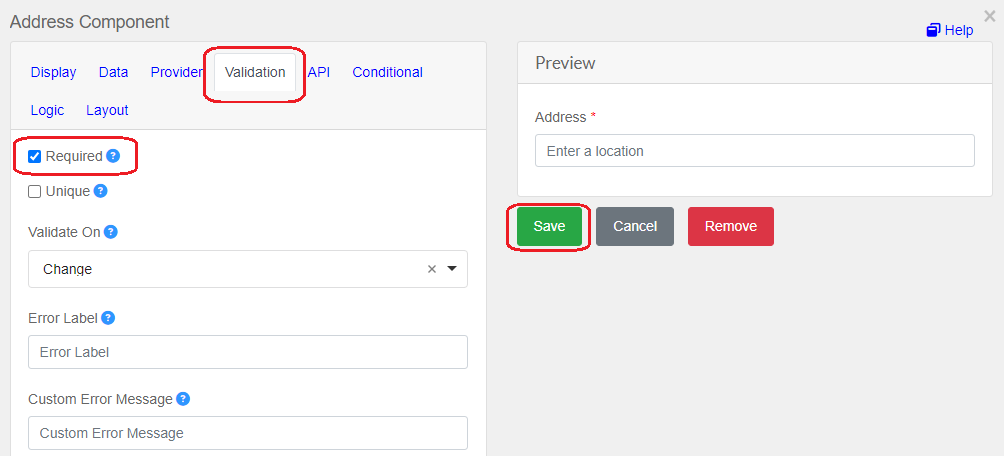 Address Component
×
Help
Display Data Provider Validation API Conditional
Logic Layout
Required ?
Unique ?
Validate On ?
Change ×
Error Label ?
Error Label
Custom Error Message ?
Custom Error Message
Preview
Address *
Enter a location
Save Cancel Remove